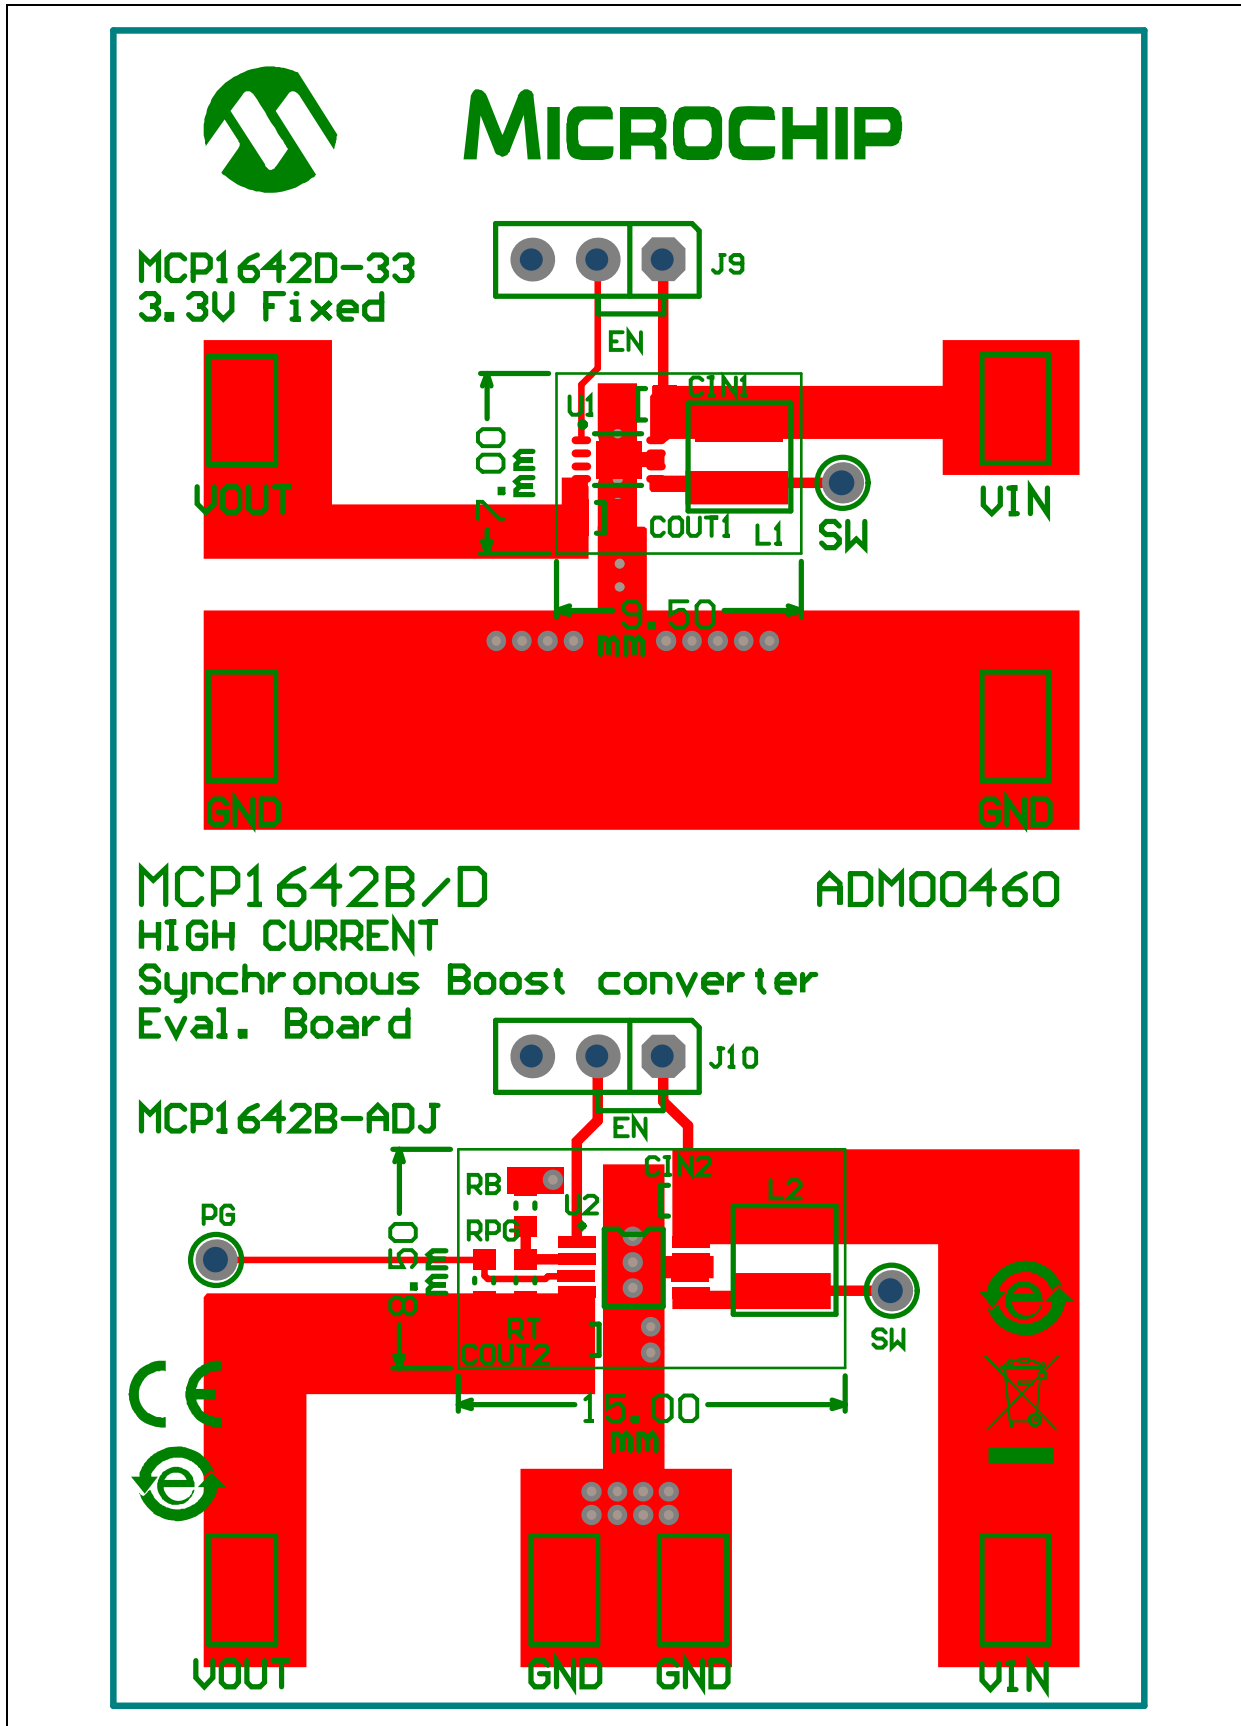 MICROCHIP
MCP1642D-33
3.3V Fixed
J9
EN
CIN1
U1
7.00
mm
VOUT
COUT1
L1
SW
VIN
9.50
mm
GND
GND
MCP1642B/D
ADM00460
HIGH CURRENT
Synchronous Boost converter
Eval. Board
J10
EN
MCP1642B-ADJ
CIN2
RB
L2
U2
PG
RPG
8.50
mm
RT
COUT2
SW
CE
e
e
15.00
mm
VOUT
GND
GND
VIN